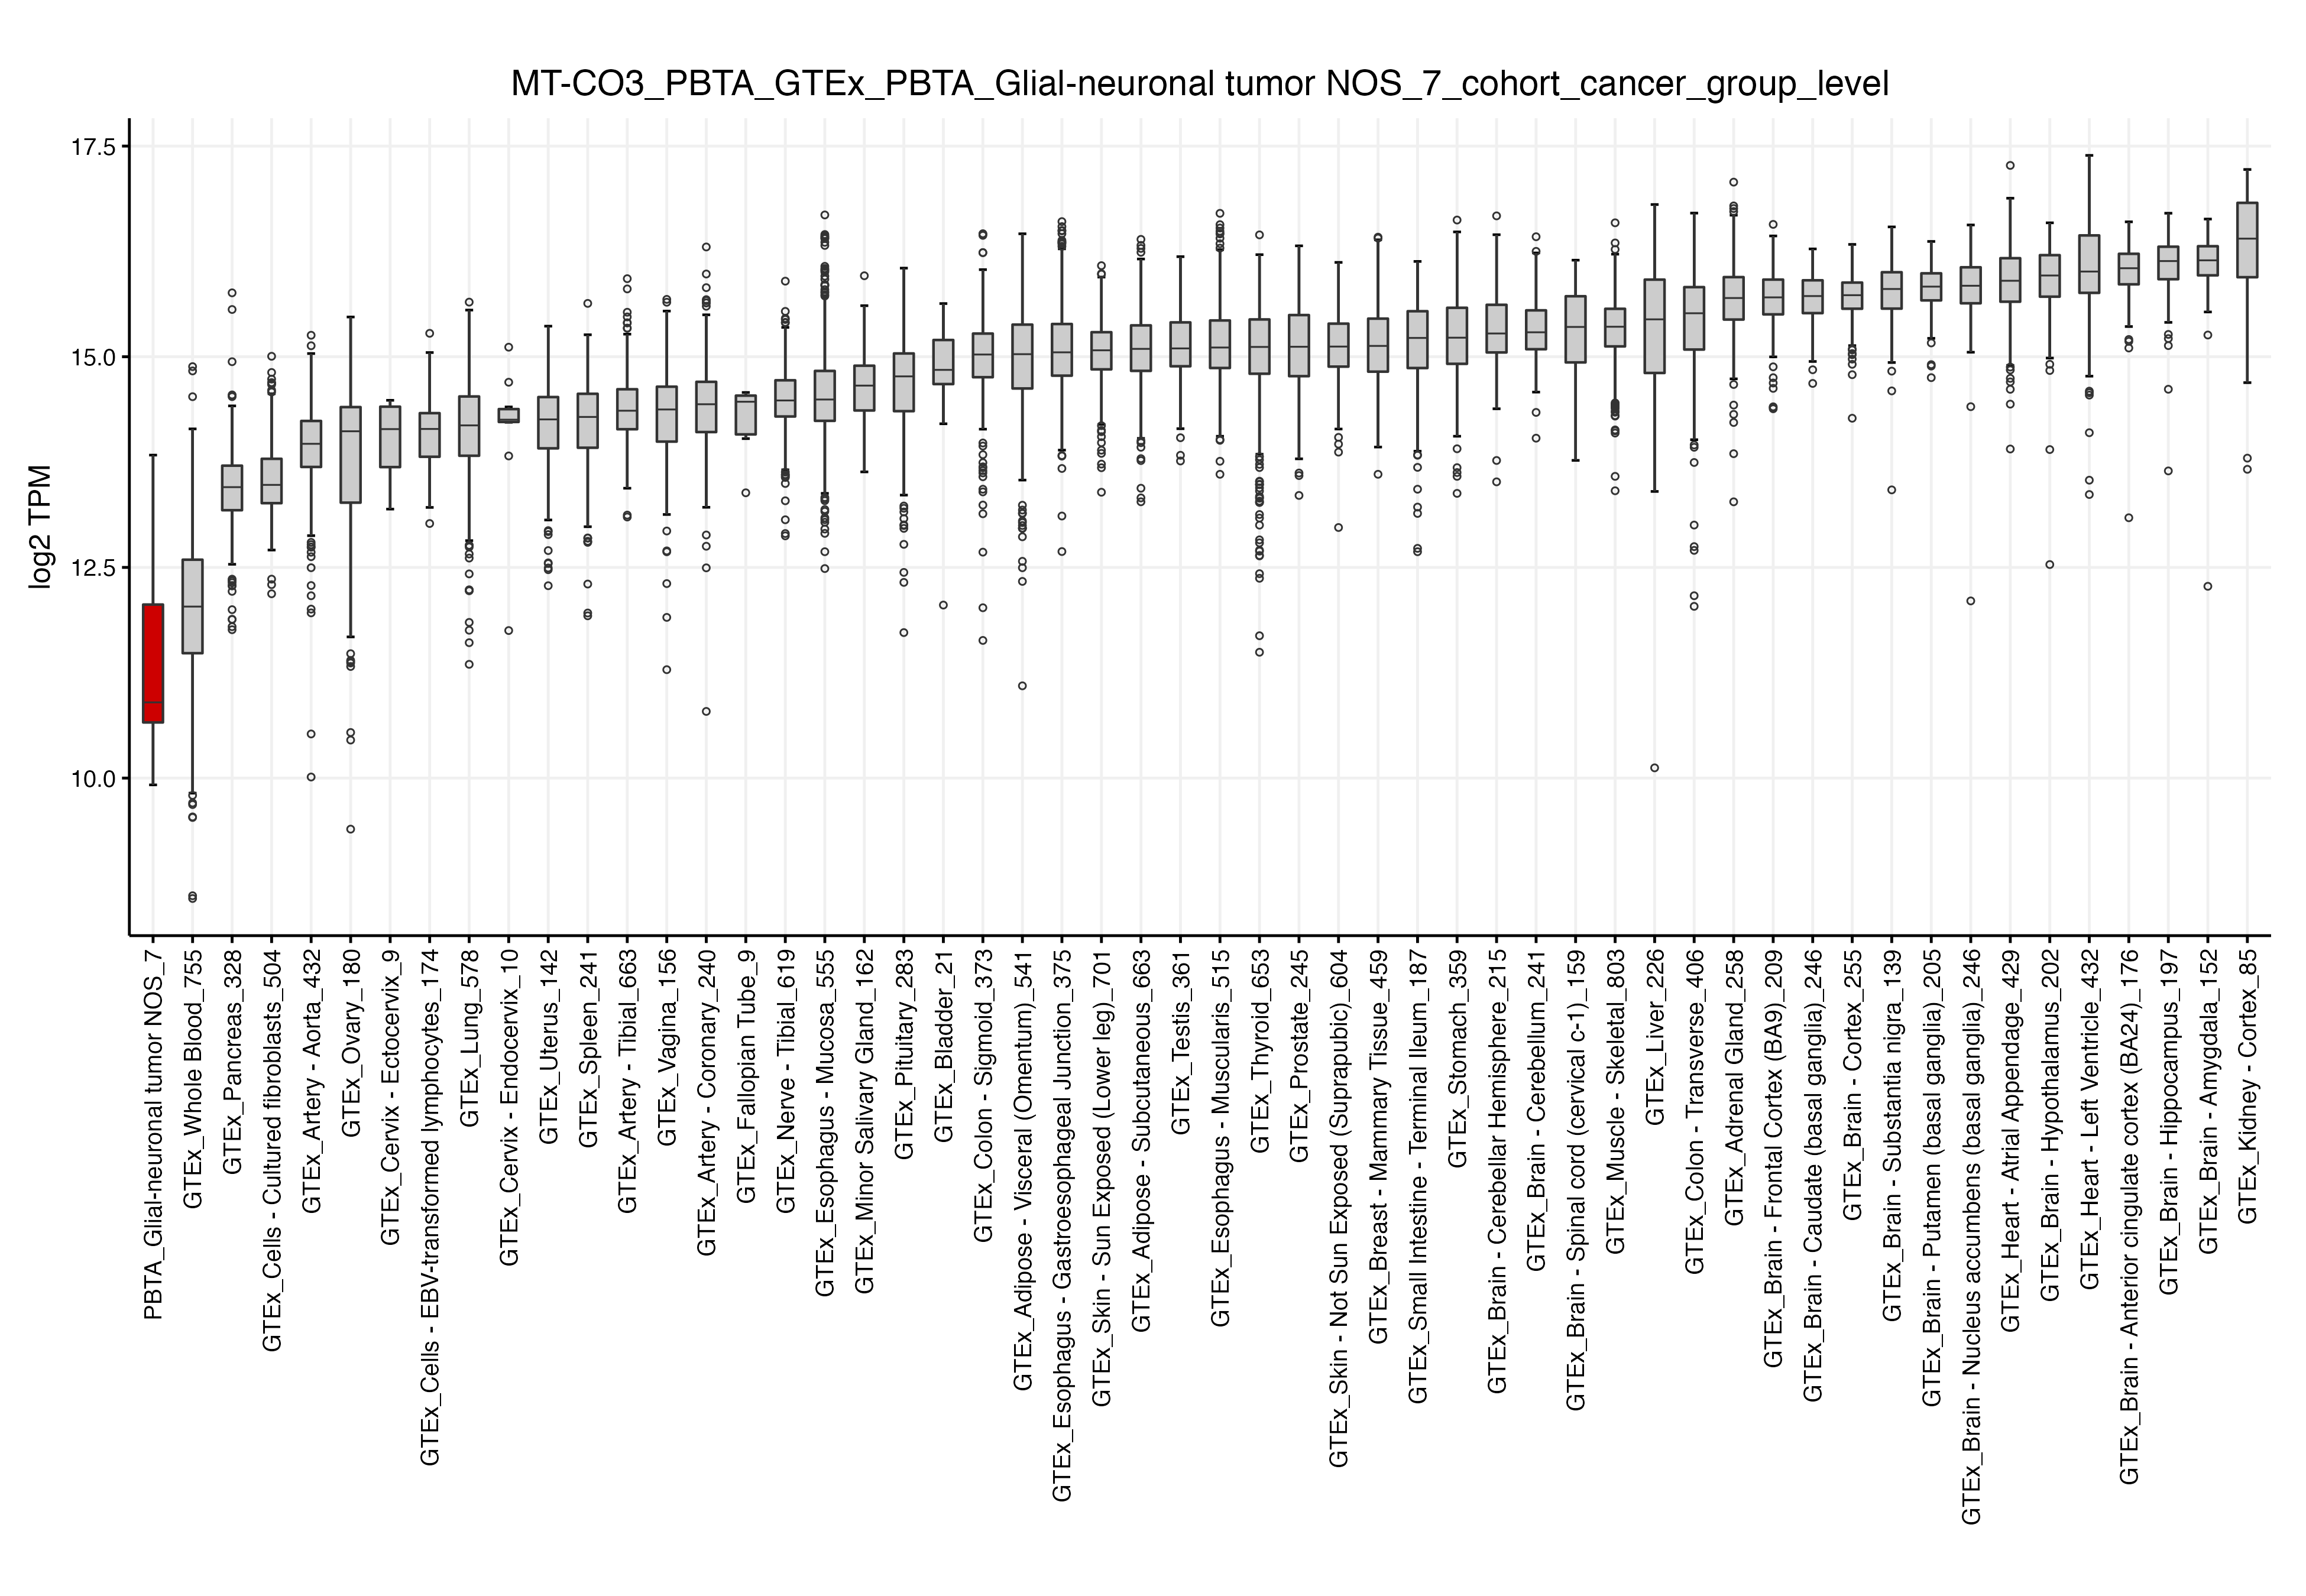 MT-CO3_PBTA_GTEx_PBTA_Glial-neuronal tumor NOS_7_cohort_cancer_group_level
log2 TPM
17.5
15.0
12.5
10.0
PBTA_Glial-neuronal tumor NOS_7
GTEx_Whole Blood_755
GTEx_Pancreas_328
GTEx_Cells - Cultured fibroblasts_504
GTEx_Artery - Aorta_432
GTEx_Ovary_180
GTEx_Cervix - Ectocervix_9
GTEx_Cells - EBV-transformed lymphocytes_174
GTEx_Lung_578
GTEx_Cervix - Endocervix_10
GTEx_Uterus_142
GTEx_Spleen_241
GTEx_Artery - Tibial_663
GTEx_Vagina_156
GTEx_Artery - Coronary_240
GTEx_Fallopian Tube_9
GTEx_Nerve - Tibial_619
GTEx_Esophagus - Mucosa_555
GTEx_Minor Salivary Gland_162
GTEx_Pituitary_283
GTEx_Bladder_21
GTEx_Colon - Sigmoid_373
GTEx_Adipose - Visceral (Omentum)_541
GTEx_Esophagus - Gastroesophageal Junction_375
GTEx_Skin - Sun Exposed (Lower leg)_701
GTEx_Adipose - Subcutaneous_663
GTEx_Testis_361
GTEx_Esophagus - Muscularis_515
GTEx_Thyroid_653
GTEx_Prostate_245
GTEx_Skin - Not Sun Exposed (Suprapubic)_604
GTEx_Breast - Mammary Tissue_459
GTEx_Small Intestine - Terminal Ileum_187
GTEx_Stomach_359
GTEx_Brain - Cerebellar Hemisphere_215
GTEx_Brain - Cerebellum_241
GTEx_Brain - Spinal cord (cervical c-1)_159
GTEx_Muscle - Skeletal_803
GTEx_Liver_226
GTEx_Colon - Transverse_406
GTEx_Adrenal Gland_258
GTEx_Brain - Frontal Cortex (BA9)_209
GTEx_Brain - Caudate (basal ganglia)_246
GTEx_Brain - Cortex_255
GTEx_Brain - Substantia nigra_139
GTEx_Brain - Putamen (basal ganglia)_205
GTEx_Brain - Nucleus accumbens (basal ganglia)_246
GTEx_Heart - Atrial Appendage_429
GTEx_Brain - Hypothalamus_202
GTEx_Heart - Left Ventricle_432
GTEx_Brain - Anterior cingulate cortex (BA24)_176
GTEx_Brain - Hippocampus_197
GTEx_Brain - Amygdala_152
GTEx_Kidney - Cortex_85